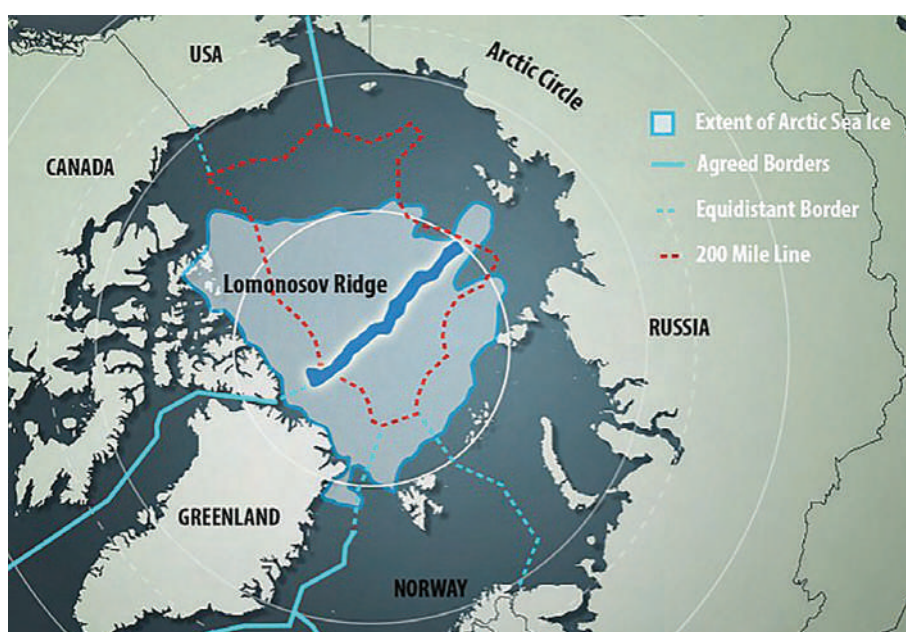 USA
Arctic Circle
Extent of Arctic Sea Ice
CANADA
Agreed Borders
Equidistant Border
200 Mile Line
Lomonosov Ridge
RUSSIA
GREENLAND
NORWAY